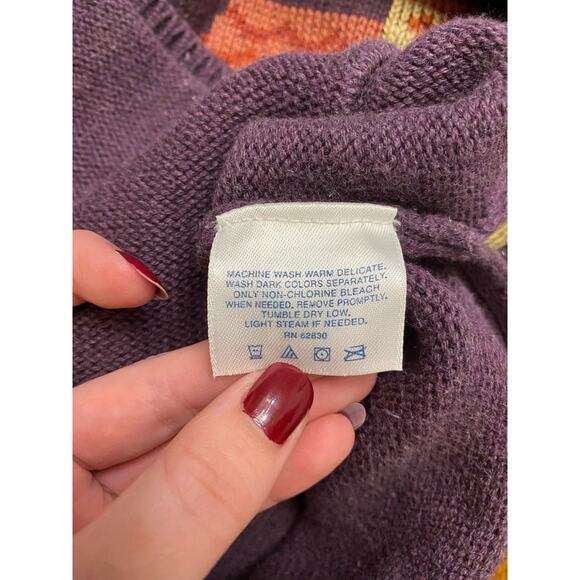 MACHINE WASH WARM DELICATE.
WASH DARK COLORS SEPARATELY.
ONLY NON-CHLORINE BLEACH
WHEN NEEDED. REMOVE PROMPTLY.
TUMBLE DRY LOW.
LIGHT STEAM IF NEEDED.
RN 62830